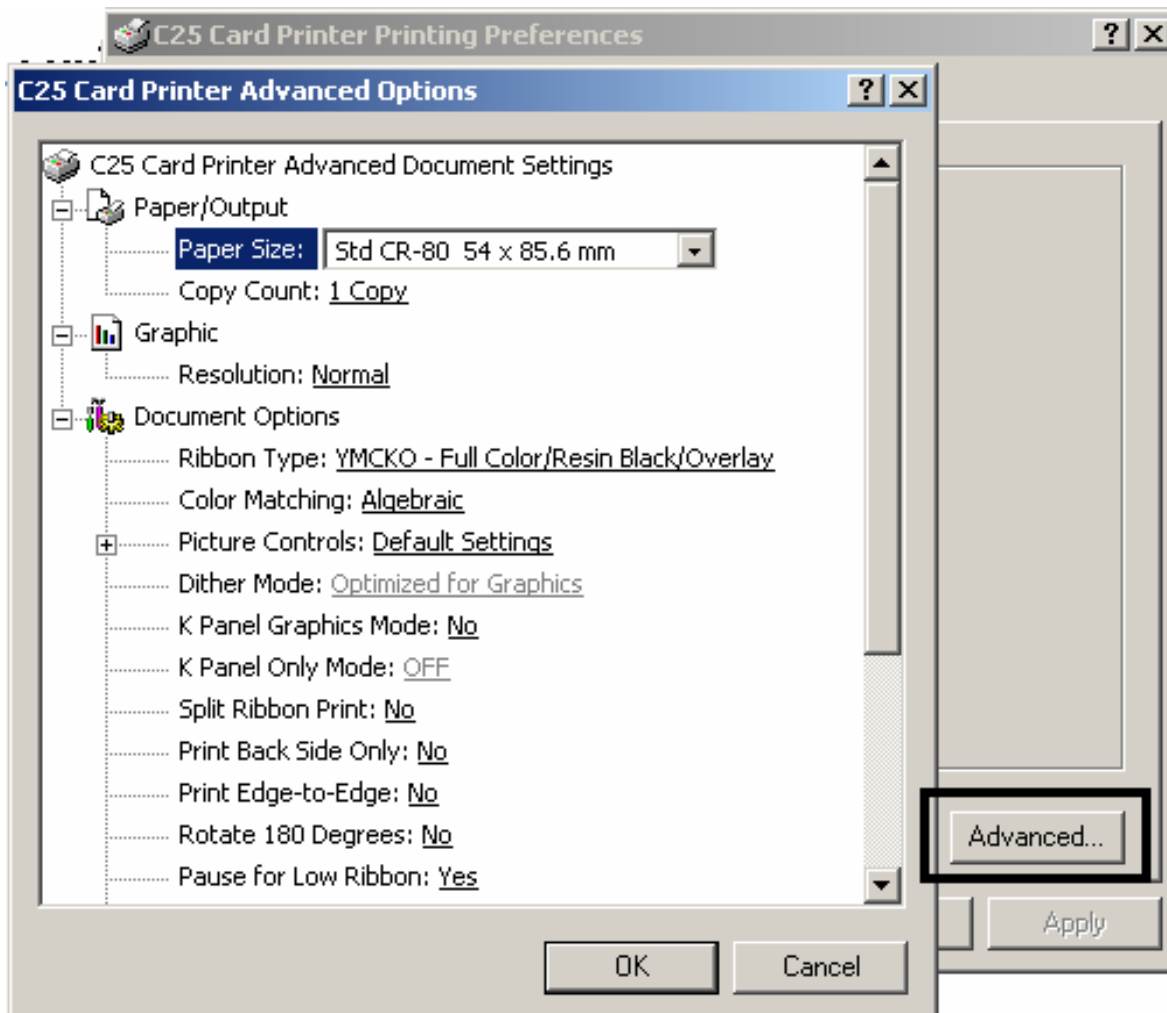 C25 Card Printer Printing Preferences
C25 Card Printer Advanced Options
C25 Card Printer Advanced Document Settings
Paper/Output
Paper Size: Std CR-80 54 x 85.6 mm
Copy Count: 1 Copy
Graphic
Resolution: Normal
Document Options
Ribbon Type: YMCKO - Full Color/Resin Black/Overlay
Color Matching: Algebraic
Picture Controls: Default Settings
Dither Mode: Optimized for Graphics
K Panel Graphics Mode: No
K Panel Only Mode: OFF
Split Ribbon Print: No
Print Back Side Only: No
Print Edge-to-Edge: No
Rotate 180 Degrees: No
Pause for Low Ribbon: Yes
Advanced...
Apply
OK Cancel